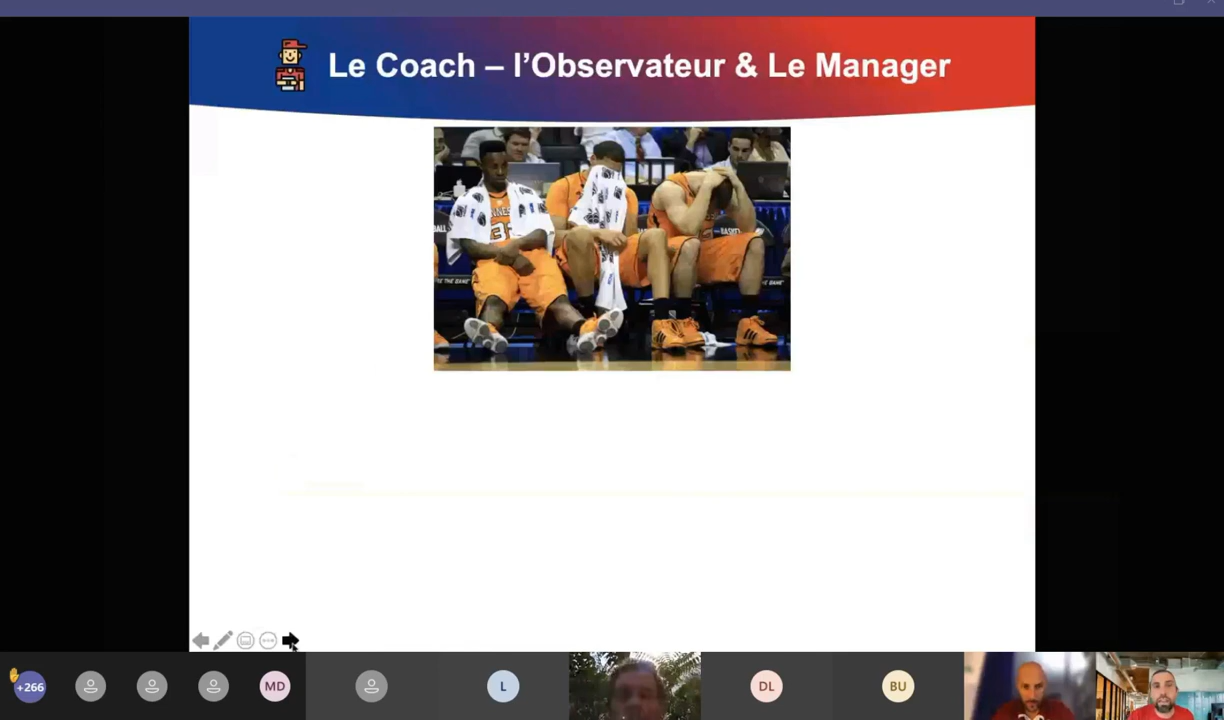 Le Coach – l’Observateur & Le Manager
+266
MD
L
DL
BU